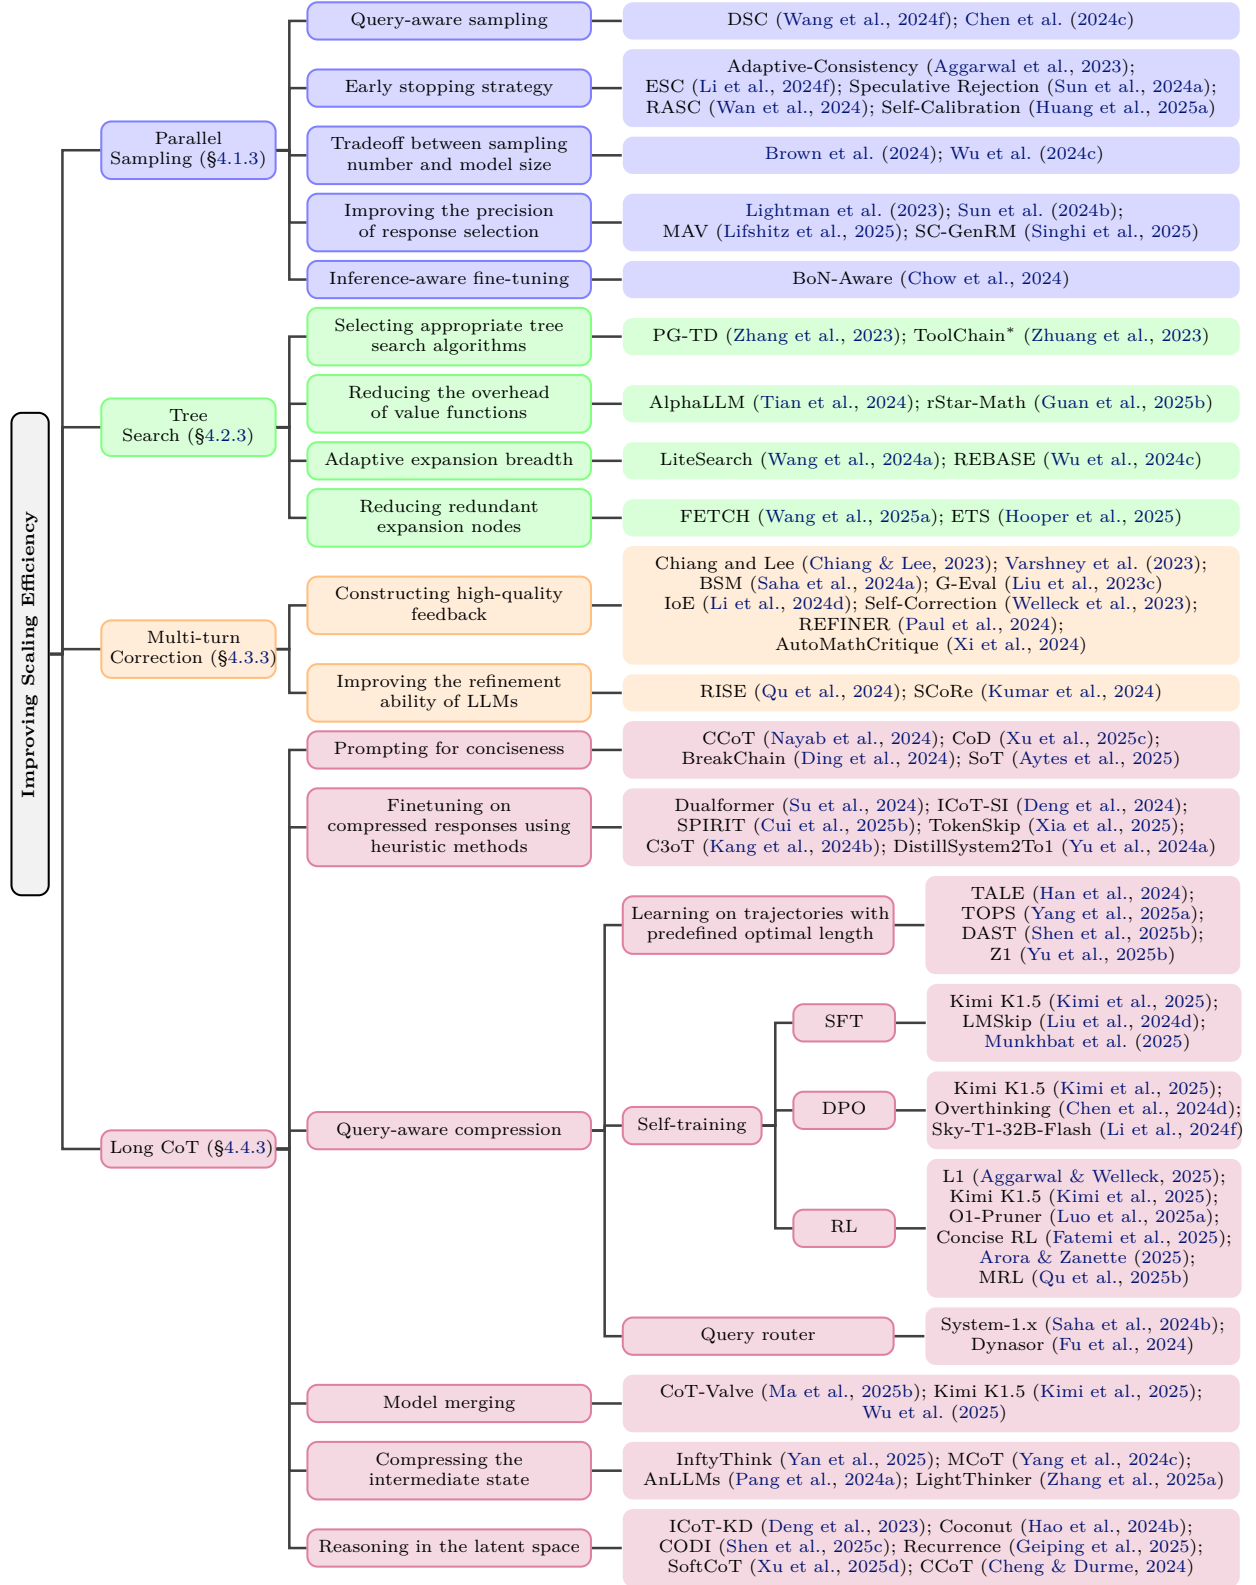 Improving Scaling Efficiency
Parallel
Sampling (§4.1.3)
Query-aware sampling
DSC (Wang et al., 2024f); Chen et al. (2024c)
Early stopping strategy
Adaptive-Consistency (Aggarwal et al., 2023);
ESC (Li et al., 2024f); Speculative Rejection (Sun et al., 2024a);
RASC (Wan et al., 2024); Self-Calibration (Huang et al., 2025a)
Tradeoff between sampling
number and model size
Brown et al. (2024); Wu et al. (2024c)
Improving the precision
of response selection
Lightman et al. (2023); Sun et al. (2024b);
MAV (Lifshitz et al., 2025); SC-GenRM (Singhi et al., 2025)
Inference-aware fine-tuning
BoN-Aware (Chow et al., 2024)
Tree
Search (§4.2.3)
Selecting appropriate tree
search algorithms
PG-TD (Zhang et al., 2023); ToolChain* (Zhuang et al., 2023)
Reducing the overhead
of value functions
AlphaLLM (Tian et al., 2024); rStar-Math (Guan et al., 2025b)
Adaptive expansion breadth
LiteSearch (Wang et al., 2024a); REBASE (Wu et al., 2024c)
Reducing redundant
expansion nodes
FETCH (Wang et al., 2025a); ETS (Hooper et al., 2025)
Multi-turn
Correction (§4.3.3)
Constructing high-quality
feedback
Chiang and Lee (Chiang & Lee, 2023); Varshney et al. (2023);
BSM (Saha et al., 2024a); G-Eval (Liu et al., 2023c)
IoE (Li et al., 2024d); Self-Correction (Welleck et al., 2023);
REFINER (Paul et al., 2024);
AutoMathCritique (Xi et al., 2024)
Improving the refinement
ability of LLMs
RISE (Qu et al., 2024); SCoRe (Kumar et al., 2024)
Long CoT (§4.4.3)
Prompting for conciseness
CCoT (Nayab et al., 2024); CoD (Xu et al., 2025c);
BreakChain (Ding et al., 2024); SoT (Aytes et al., 2025)
Finetuning on
compressed responses using
heuristic methods
Dualformer (Su et al., 2024); ICoT-SI (Deng et al., 2024);
SPIRIT (Cui et al., 2025b); TokenSkip (Xia et al., 2025);
C3oT (Kang et al., 2024b); DistillSystem2To1 (Yu et al., 2024a)
Query-aware compression
Learning on trajectories with
predefined optimal length
TALE (Han et al., 2024);
TOPS (Yang et al., 2025a);
DAST (Shen et al., 2025b);
Z1 (Yu et al., 2025b)
Self-training
SFT
Kimi K1.5 (Kimi et al., 2025);
LMSkip (Liu et al., 2024d);
Munkhbat et al. (2025)
DPO
Kimi K1.5 (Kimi et al., 2025);
Overthinking (Chen et al., 2024d);
Sky-T1-32B-Flash (Li et al., 2024f)
RL
L1 (Aggarwal & Welleck, 2025);
Kimi K1.5 (Kimi et al., 2025);
O1-Pruner (Luo et al., 2025a);
Concise RL (Fatemi et al., 2025);
Arora & Zanette (2025);
MRL (Qu et al., 2025b)
Query router
System-1.x (Saha et al., 2024b);
Dynasor (Fu et al., 2024)
Model merging
CoT-Valve (Ma et al., 2025b); Kimi K1.5 (Kimi et al., 2025);
Wu et al. (2025)
Compressing the
intermediate state
InftyThink (Yan et al., 2025); MCoT (Yang et al., 2024c);
AnLLMs (Pang et al., 2024a); LightThinker (Zhang et al., 2025a)
Reasoning in the latent space
ICoT-KD (Deng et al., 2023); Coconut (Hao et al., 2024b);
CODI (Shen et al., 2025c); Recurrence (Geiping et al., 2025);
SoftCoT (Xu et al., 2025d); CCoT (Cheng & Durme, 2024)